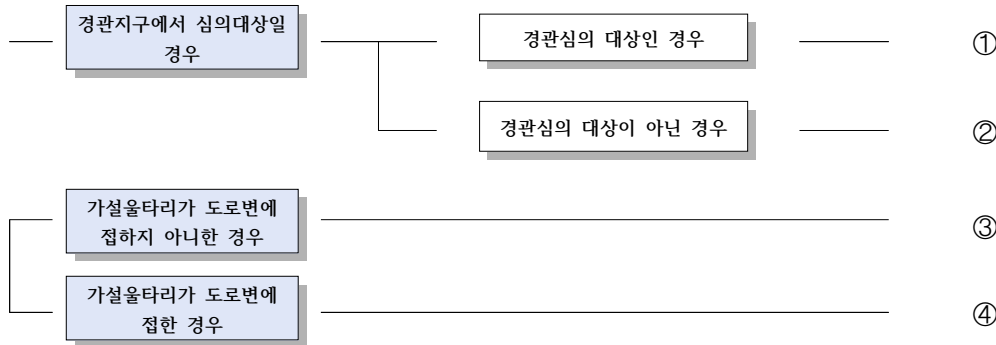 경관지구에서 심의대상일
경우
경관심의 대상인 경우
①
경관심의 대상이 아닌 경우
②
가설울타리가 도로변에
접하지 아니한 경우
③
가설울타리가 도로변에
접한 경우
④